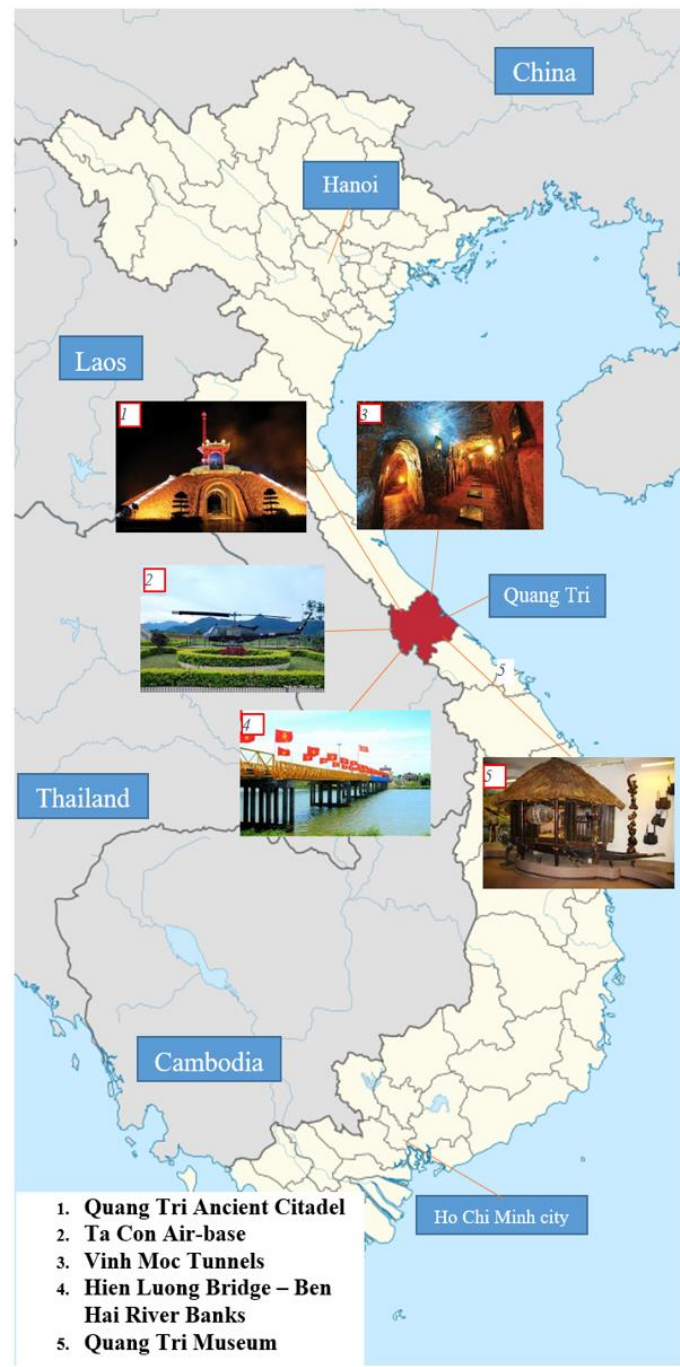 China
Hanoi
Laos
1
3
2
Quang Tri
5
4
Thailand
5
Cambodia
Ho Chi Minh city
1. Quang Tri Ancient Citadel
2. Ta Con Air-base
3. Vinh Moc Tunnels
4. Hien Luong Bridge – Ben
Hai River Banks
5. Quang Tri Museum